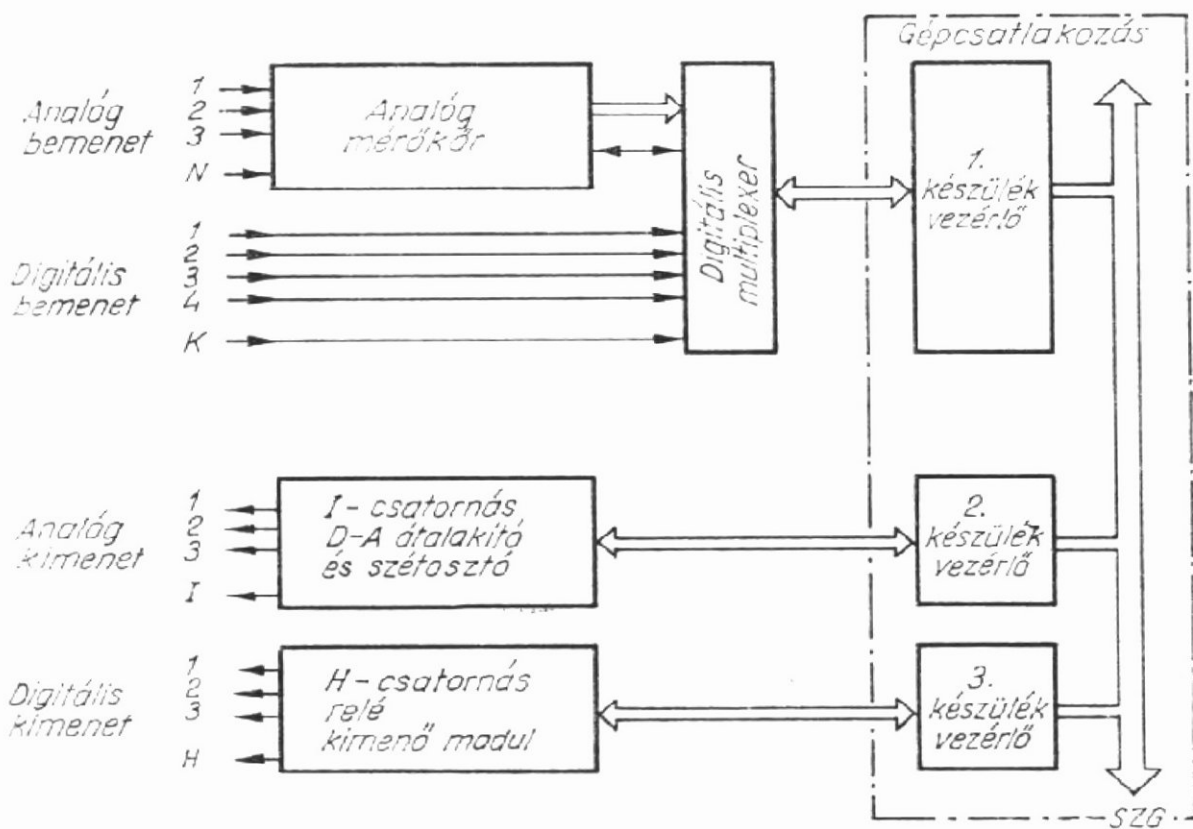 Gépcsatlakozás
Analóg
bemenet
1
2
3
N
Analóg
mérőkör
Digitális
bemenet
1
2
3
4
K
Digitális
multiplexer
1.
készülék
vezérlő
Analóg
kimenet
1
2
3
I
I-csatornás
D-A átalakító
és szétosztó
2.
készülék
vezérlő
Digitális
kimenet
1
2
3
H
H-csatornás
relé
kimenő modul
3.
készülék
vezérlő
SZG